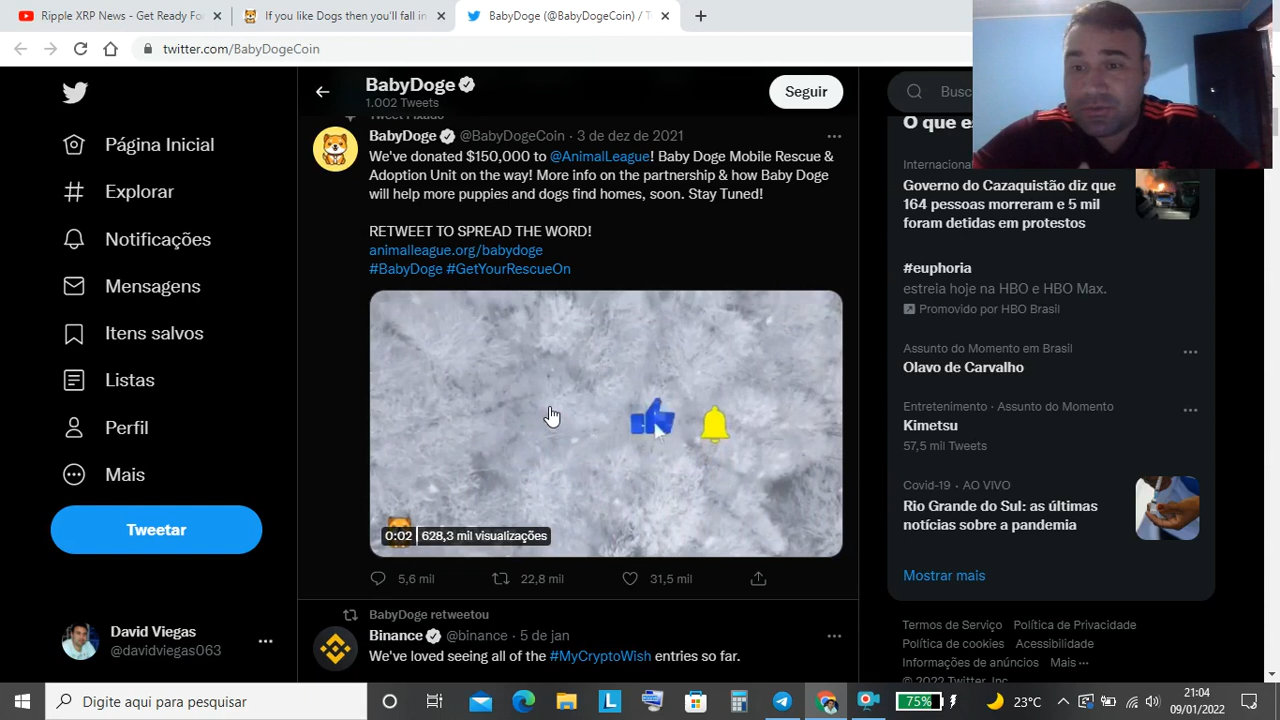 Ripple XRP News - Get Ready Fo
If you like Dogs then you'll fall in
BabyDoge (@BabyDogeCoin) / T
twitter.com/BabyDogeCoin
Página Inicial
Explorar
Notificações
Mensagens
Itens salvos
Listas
Perfil
Mais
Tweetar
David Viegas
@davidviegas063
BabyDoge
1.002 Tweets
Seguir
Tweet Fixado
BabyDoge @BabyDogeCoin · 3 de dez de 2021
We've donated $150,000 to @AnimalLeague! Baby Doge Mobile Rescue &
Adoption Unit on the way! More info on the partnership & how Baby Doge
will help more puppies and dogs find homes, soon. Stay Tuned!
RETWEET TO SPREAD THE WORD!
animalleague.org/babydoge
#BabyDoge #GetYourRescueOn
0:02 628,3 mil visualizações
5,6 mil 22,8 mil 31,5 mil
BabyDoge retweetou
Binance @binance · 5 de jan
We've loved seeing all of the #MyCryptoWish entries so far.
Busc
O que es
Internacional
Governo do Cazaquistão diz que
164 pessoas morreram e 5 mil
foram detidas em protestos
#euphoria
estreia hoje na HBO e HBO Max.
Promovido por HBO Brasil
Assunto do Momento em Brasil
Olavo de Carvalho
Entretenimento · Assunto do Momento
Kimetsu
57,5 mil Tweets
Covid-19 · AO VIVO
Rio Grande do Sul: as últimas
notícias sobre a pandemia
Mostrar mais
Termos de Serviço Política de Privacidade
Política de cookies Acessibilidade
Informações de anúncios Mais
© 2022 Twitter, Inc.
Digite aqui para pesquisar
L
75%
23°C
21:04
09/01/2022